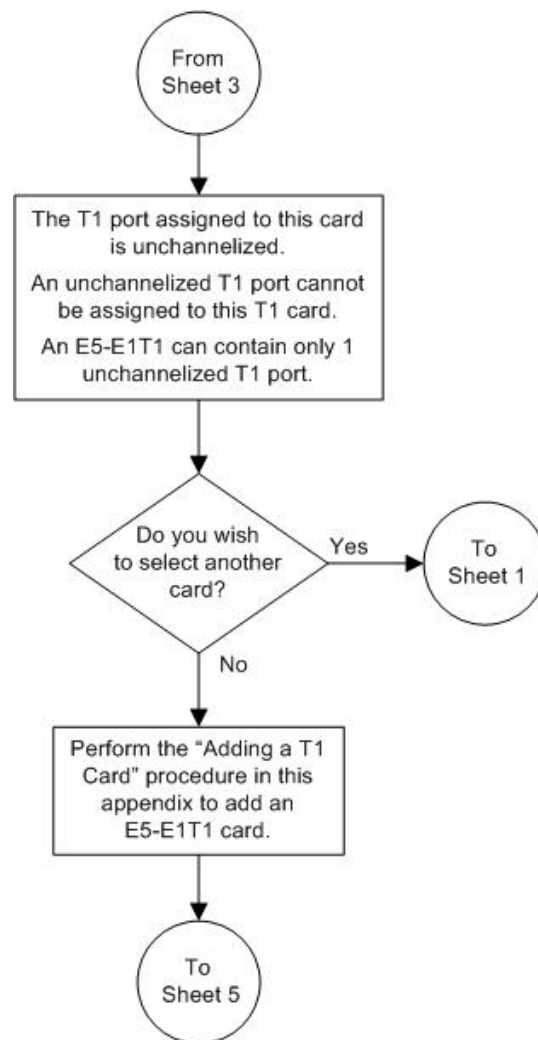 From
Sheet 3
The T1 port assigned to this card
is unchannelized.
An unchannelized T1 port cannot
be assigned to this T1 card.
An E5-E1T1 can contain only 1
unchannelized T1 port.
Do you wish
to select another
card?
Yes
To
Sheet 1
No
Perform the “Adding a T1
Card” procedure in this
appendix to add an
E5-E1T1 card.
To
Sheet 5